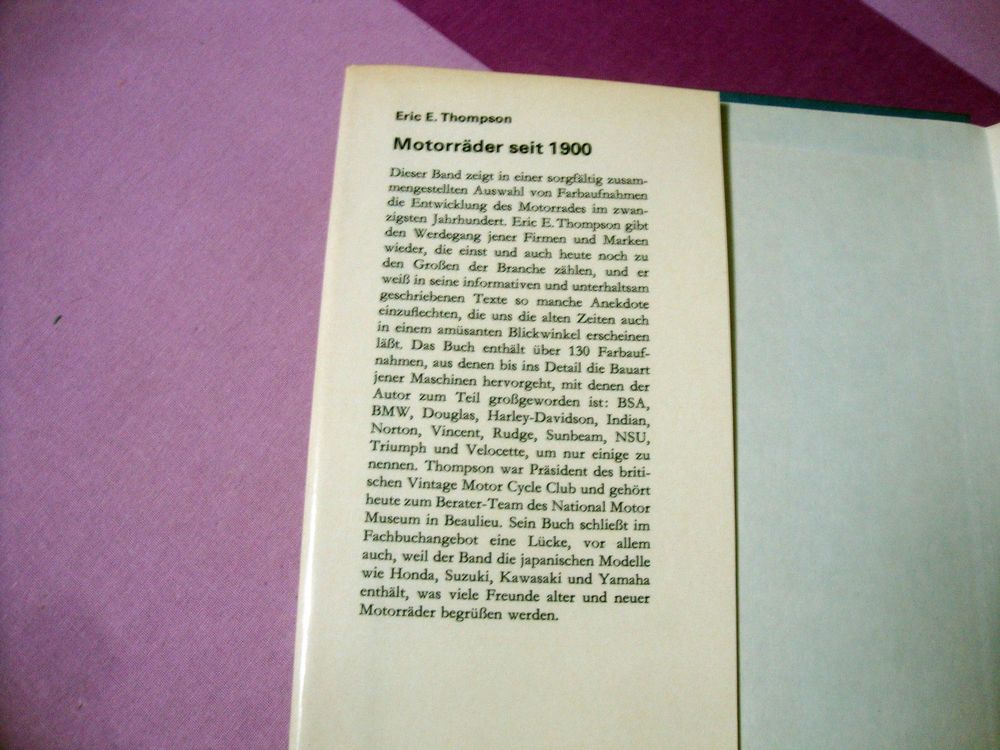 Eric E. Thompson
Motorräder seit 1900
Dieser Band zeigt in einer sorgfältig zusam-
mengestellten Auswahl von Farbaufnahmen
die Entwicklung des Motorrades im zwan-
zigsten Jahrhundert. Eric E. Thompson gibt
den Werdegang jener Firmen und Marken
wieder, die einst und auch heute noch zu
den Großen der Branche zählen, und er
weiß in seine informativen und unterhaltsam
geschriebenen Texte so manche Anekdote
einzuflechten, die uns die alten Zeiten auch
in einem amüsanten Blickwinkel erscheinen
läßt. Das Buch enthält über 130 Farbauf-
nahmen, aus denen bis ins Detail die Bauart
jener Maschinen hervorgeht, mit denen der
Autor zum Teil großgeworden ist: BSA,
BMW, Douglas, Harley-Davidson, Indian,
Norton, Vincent, Rudge, Sunbeam, NSU,
Triumph und Velocette, um nur einige zu
nennen. Thompson war Präsident des briti-
schen Vintage Motor Cycle Club und gehört
heute zum Berater-Team des National Motor
Museum in Beaulieu. Sein Buch schließt im
Fachbuchangebot eine Lücke, vor allem
auch, weil der Band die japanischen Modelle
wie Honda, Suzuki, Kawasaki und Yamaha
enthält, was viele Freunde alter und neuer
Motorräder begrüßen werden.